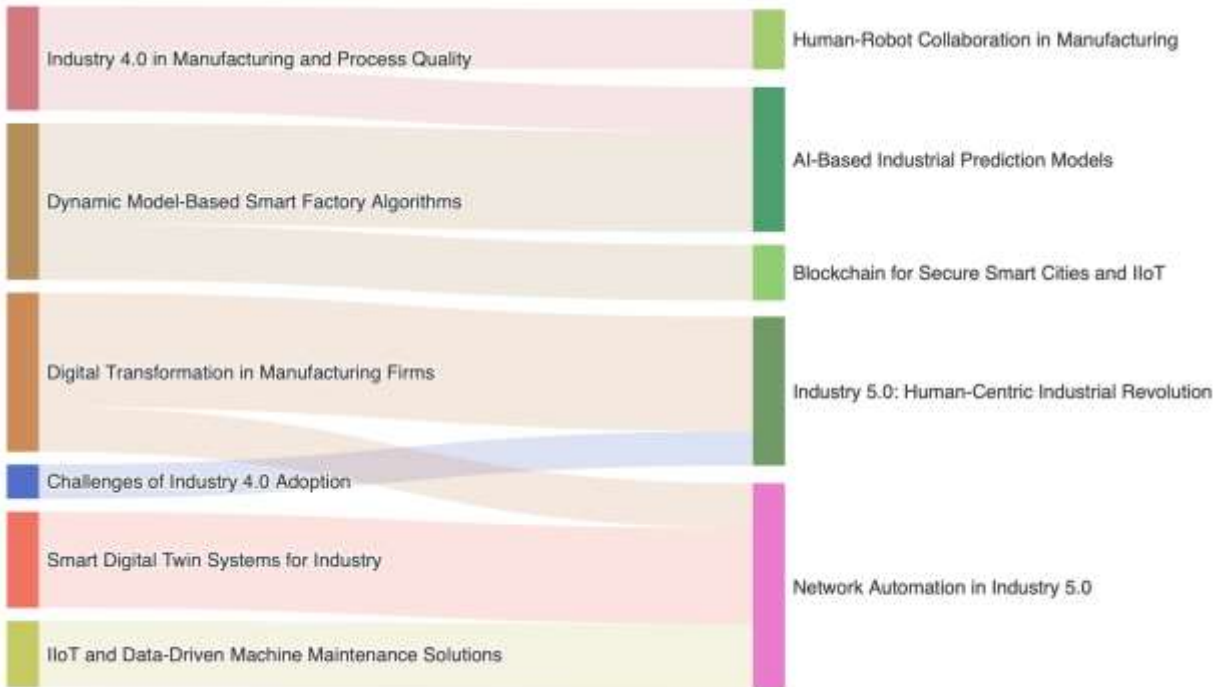 Industry 4.0 in Manufacturing and Process Quality
Dynamic Model-Based Smart Factory Algorithms
Digital Transformation in Manufacturing Firms
Challenges of Industry 4.0 Adoption
Smart Digital Twin Systems for Industry
IIoT and Data-Driven Machine Maintenance Solutions
Human-Robot Collaboration in Manufacturing
AI-Based Industrial Prediction Models
Blockchain for Secure Smart Cities and IIoT
Industry 5.0: Human-Centric Industrial Revolution
Network Automation in Industry 5.0